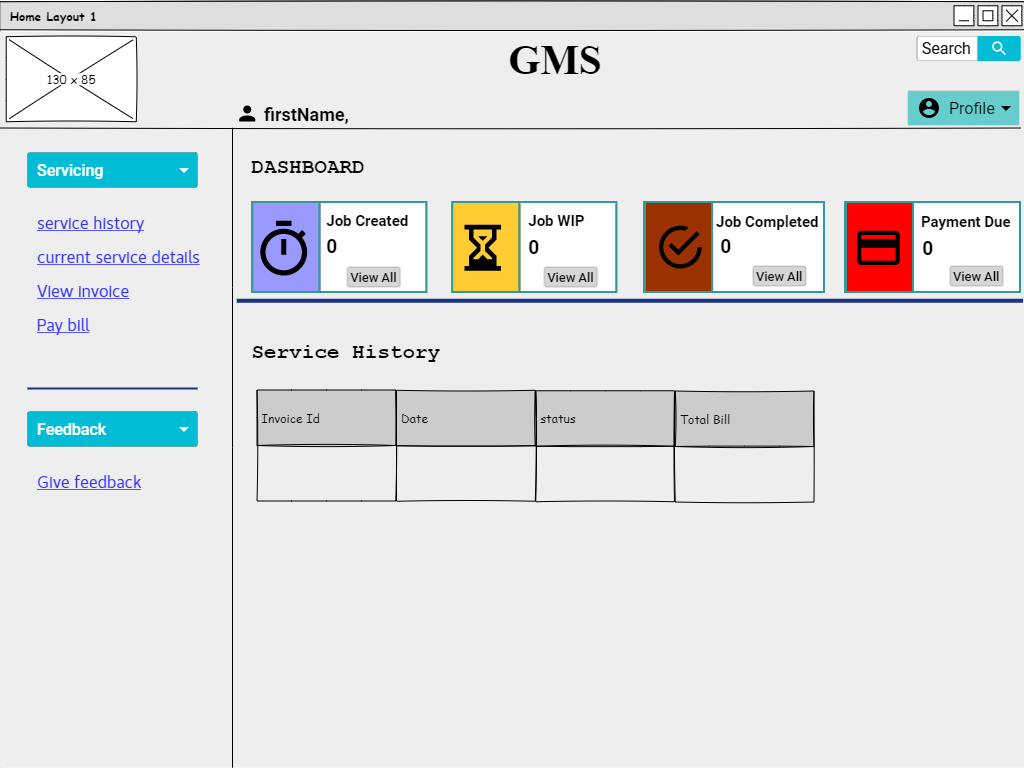 Home Layout 1
130 x 85
GMS
Search
firstName,
Profile
Servicing
service history
current service details
View invoice
Pay bill
Feedback
Give feedback
DASHBOARD
Job Created
0
View All
Job WIP
0
View All
Job Completed
0
View All
Payment Due
0
View All
Service History
Invoice Id Date status Total Bill